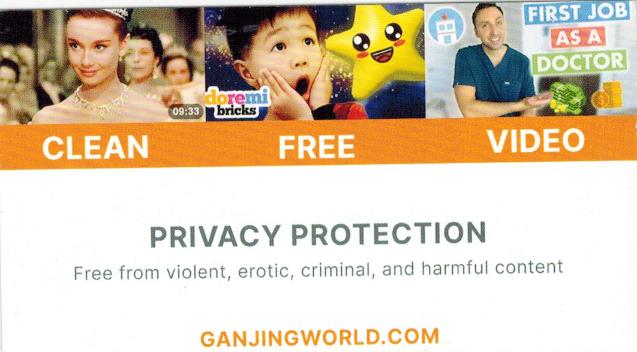 FIRST JOB
AS A
DOCTOR
09:33
doremi
bricks
CLEAN FREE VIDEO
PRIVACY PROTECTION
Free from violent, erotic, criminal, and harmful content
GANJINGWORLD.COM